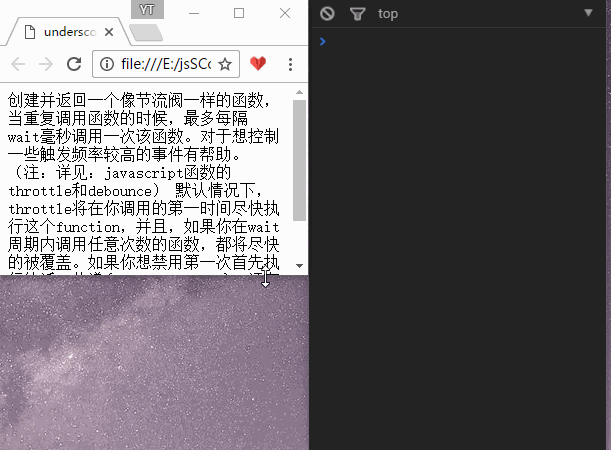 YT
undersco
file:///E:/jsSCo
创建并返回一个像节流阀一样的函数，
当重复调用函数的时候，最多每隔
wait毫秒调用一次该函数。对于想控制
一些触发频率较高的事件有帮助。
（注：详见：javascript函数的
throttle和debounce） 默认情况下，
throttle将在你调用的第一时间尽快执
行这个function，并且，如果你在wait
周期内调用任意次数的函数，都将尽快
的被覆盖。如果你想禁用第一次首先执
top